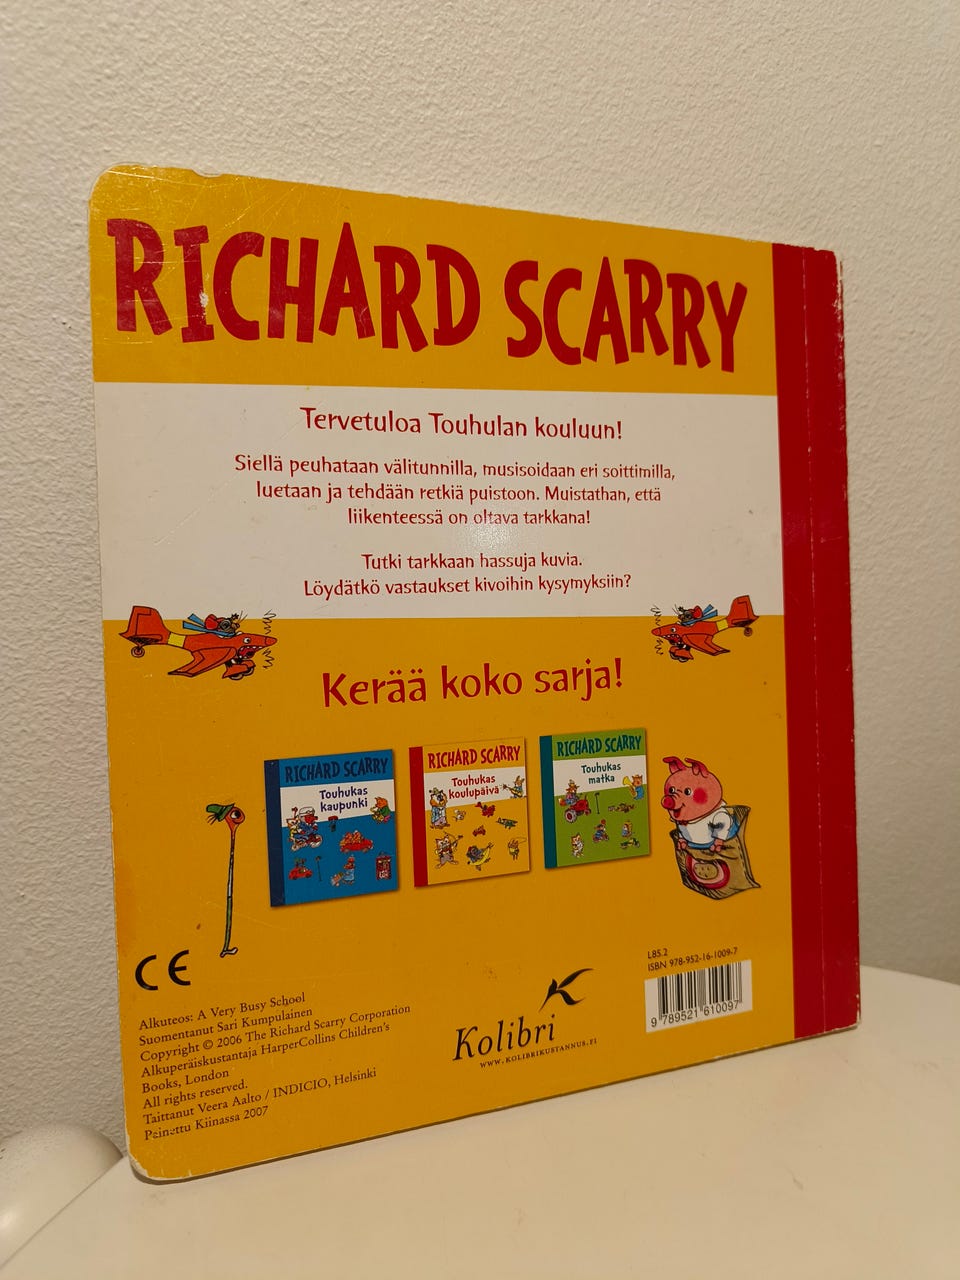 RICHARD SCARRY
Tervetuloa Touhulan kouluun!
Siellä peuhataan välitunnilla, musisoidaan eri soittimilla,
luetaan ja tehdään retkiä puistoon. Muistathan, että
liikenteessä on oltava tarkkana!
Tutki tarkkaan hassuja kuvia.
Löydätkö vastaukset kivoihin kysymyksiin?
Kerää koko sarja!
RICHARD SCARRY
Touhukas
kaupunki
RICHARD SCARRY
Touhukas
koulupäivä
RICHARD SCARRY
Touhukas
matka
CE
Alkuteos: A Very Busy School
Suomentanut Sari Kumpulainen
Copyright © 2006 The Richard Scarry Corporation
Alkuperäiskustantaja HarperCollins Children's
Books, London
All rights reserved.
Taittanut Veera Aalto / INDICIO, Helsinki
Peinettu Kiinassa 2007
Kolibri
WWW.KOLIBRIKUSTANNUS.FI
L85.2
ISBN 978-952-16-1009-7
9 789521 610097